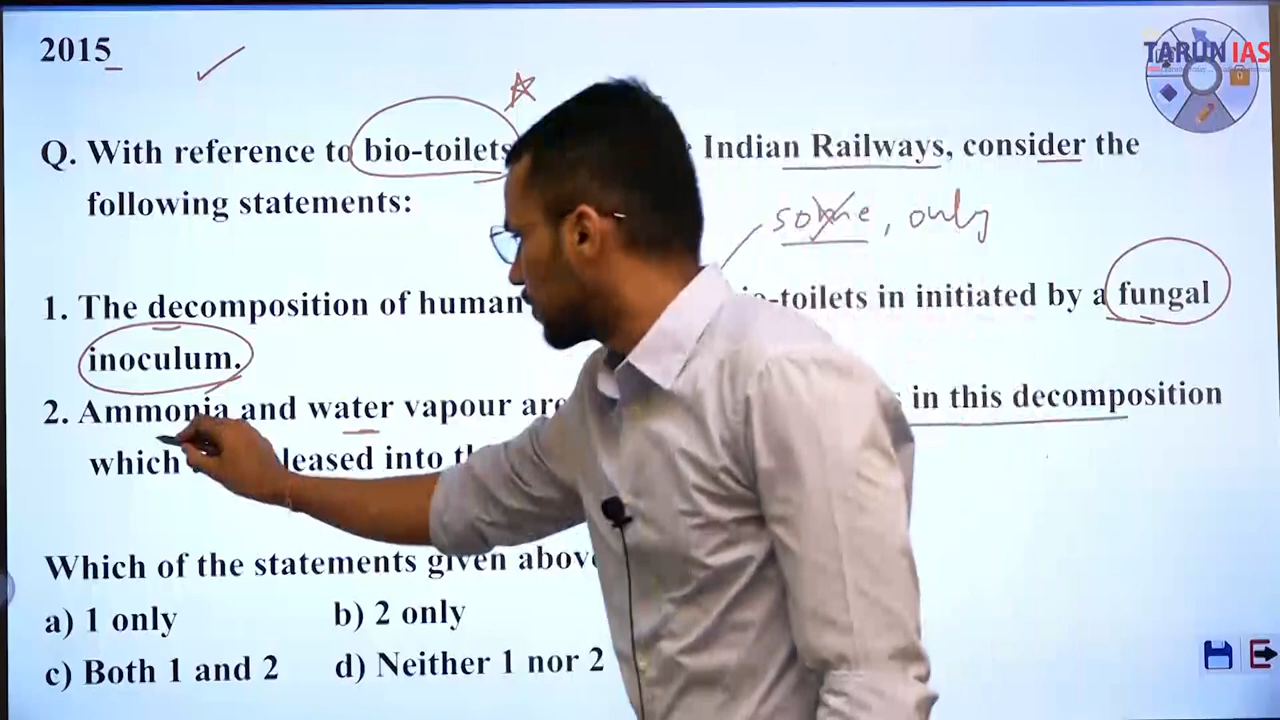 2015
TARUN IAS
Q. With reference to bio-toilets Indian Railways, consider the
following statements:
some, only
1. The decomposition of human -toilets in initiated by a fungal
inoculum.
2. Ammonia and water vapour are in this decomposition
which leased into
Which of the statements given above
a) 1 only b) 2 only
c) Both 1 and 2 d) Neither 1 nor 2